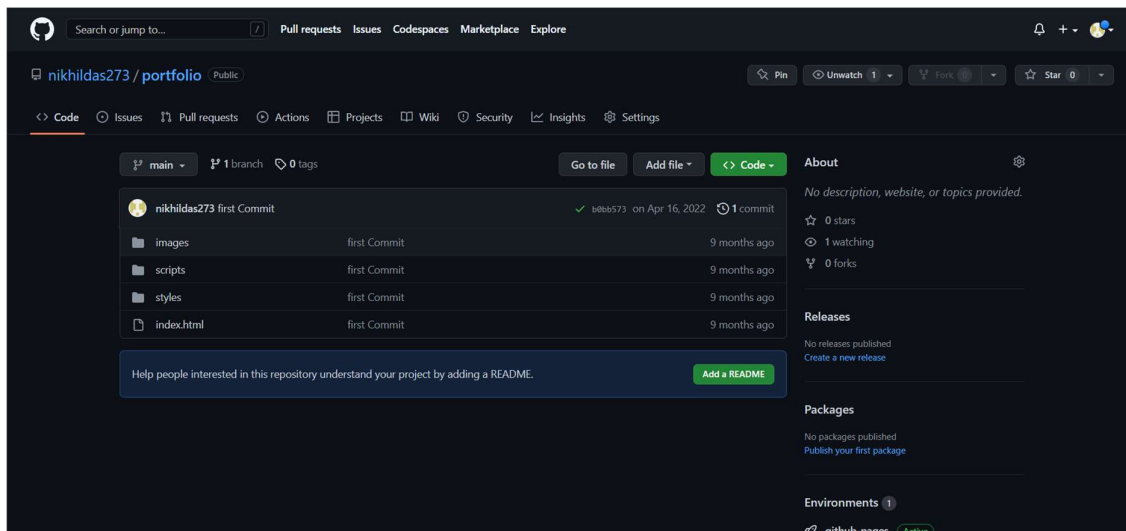 Search or jump to... /
Pull requests Issues Codespaces Marketplace Explore
nikhildas273 / portfolio Public
Pin Unwatch 1 Fork 0 Star 0
Code Issues Pull requests Actions Projects Wiki Security Insights Settings
main 1 branch 0 tags Go to file Add file Code
nikhildas273 first Commit b0bb573 on Apr 16, 2022 1 commit
images first Commit 9 months ago
scripts first Commit 9 months ago
styles first Commit 9 months ago
index.html first Commit 9 months ago
Help people interested in this repository understand your project by adding a README. Add a README
About
No description, website, or topics provided.
0 stars
1 watching
0 forks
Releases
No releases published
Create a new release
Packages
No packages published
Publish your first package
Environments 1
github-pages Active